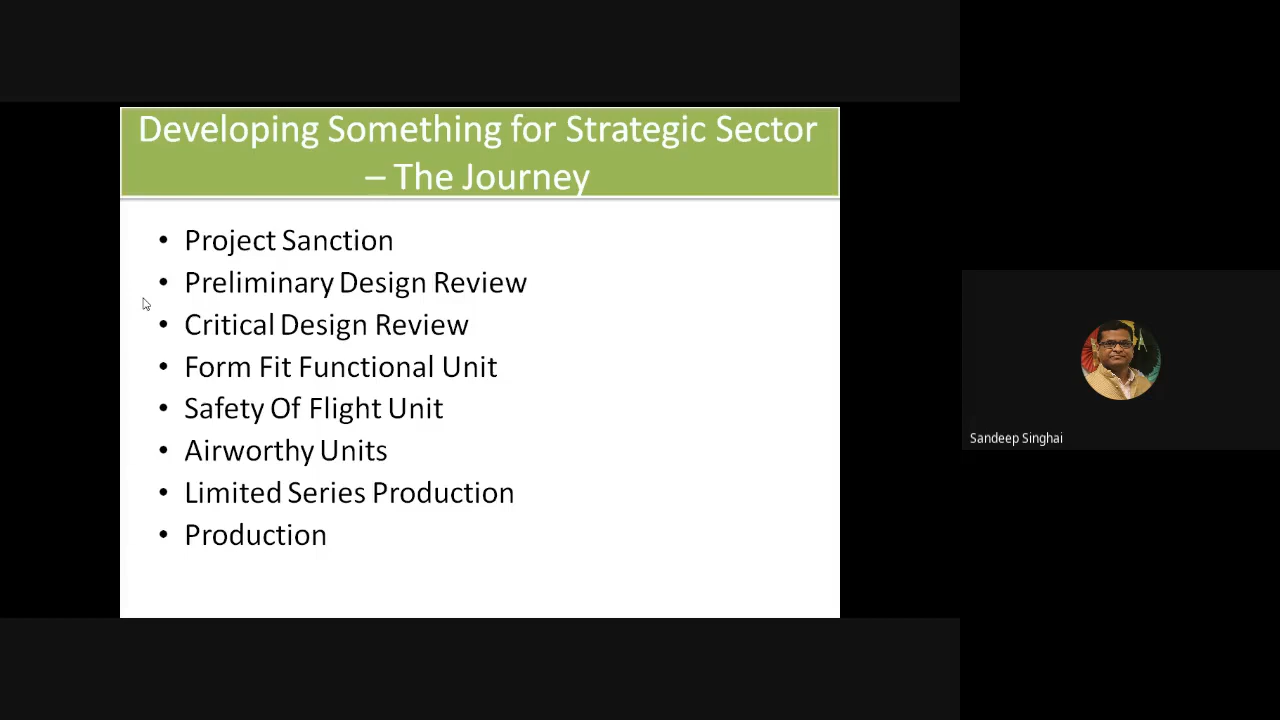 Developing Something for Strategic Sector
– The Journey
• Project Sanction
• Preliminary Design Review
• Critical Design Review
• Form Fit Functional Unit
• Safety Of Flight Unit
• Airworthy Units
• Limited Series Production
• Production
Sandeep Singhai